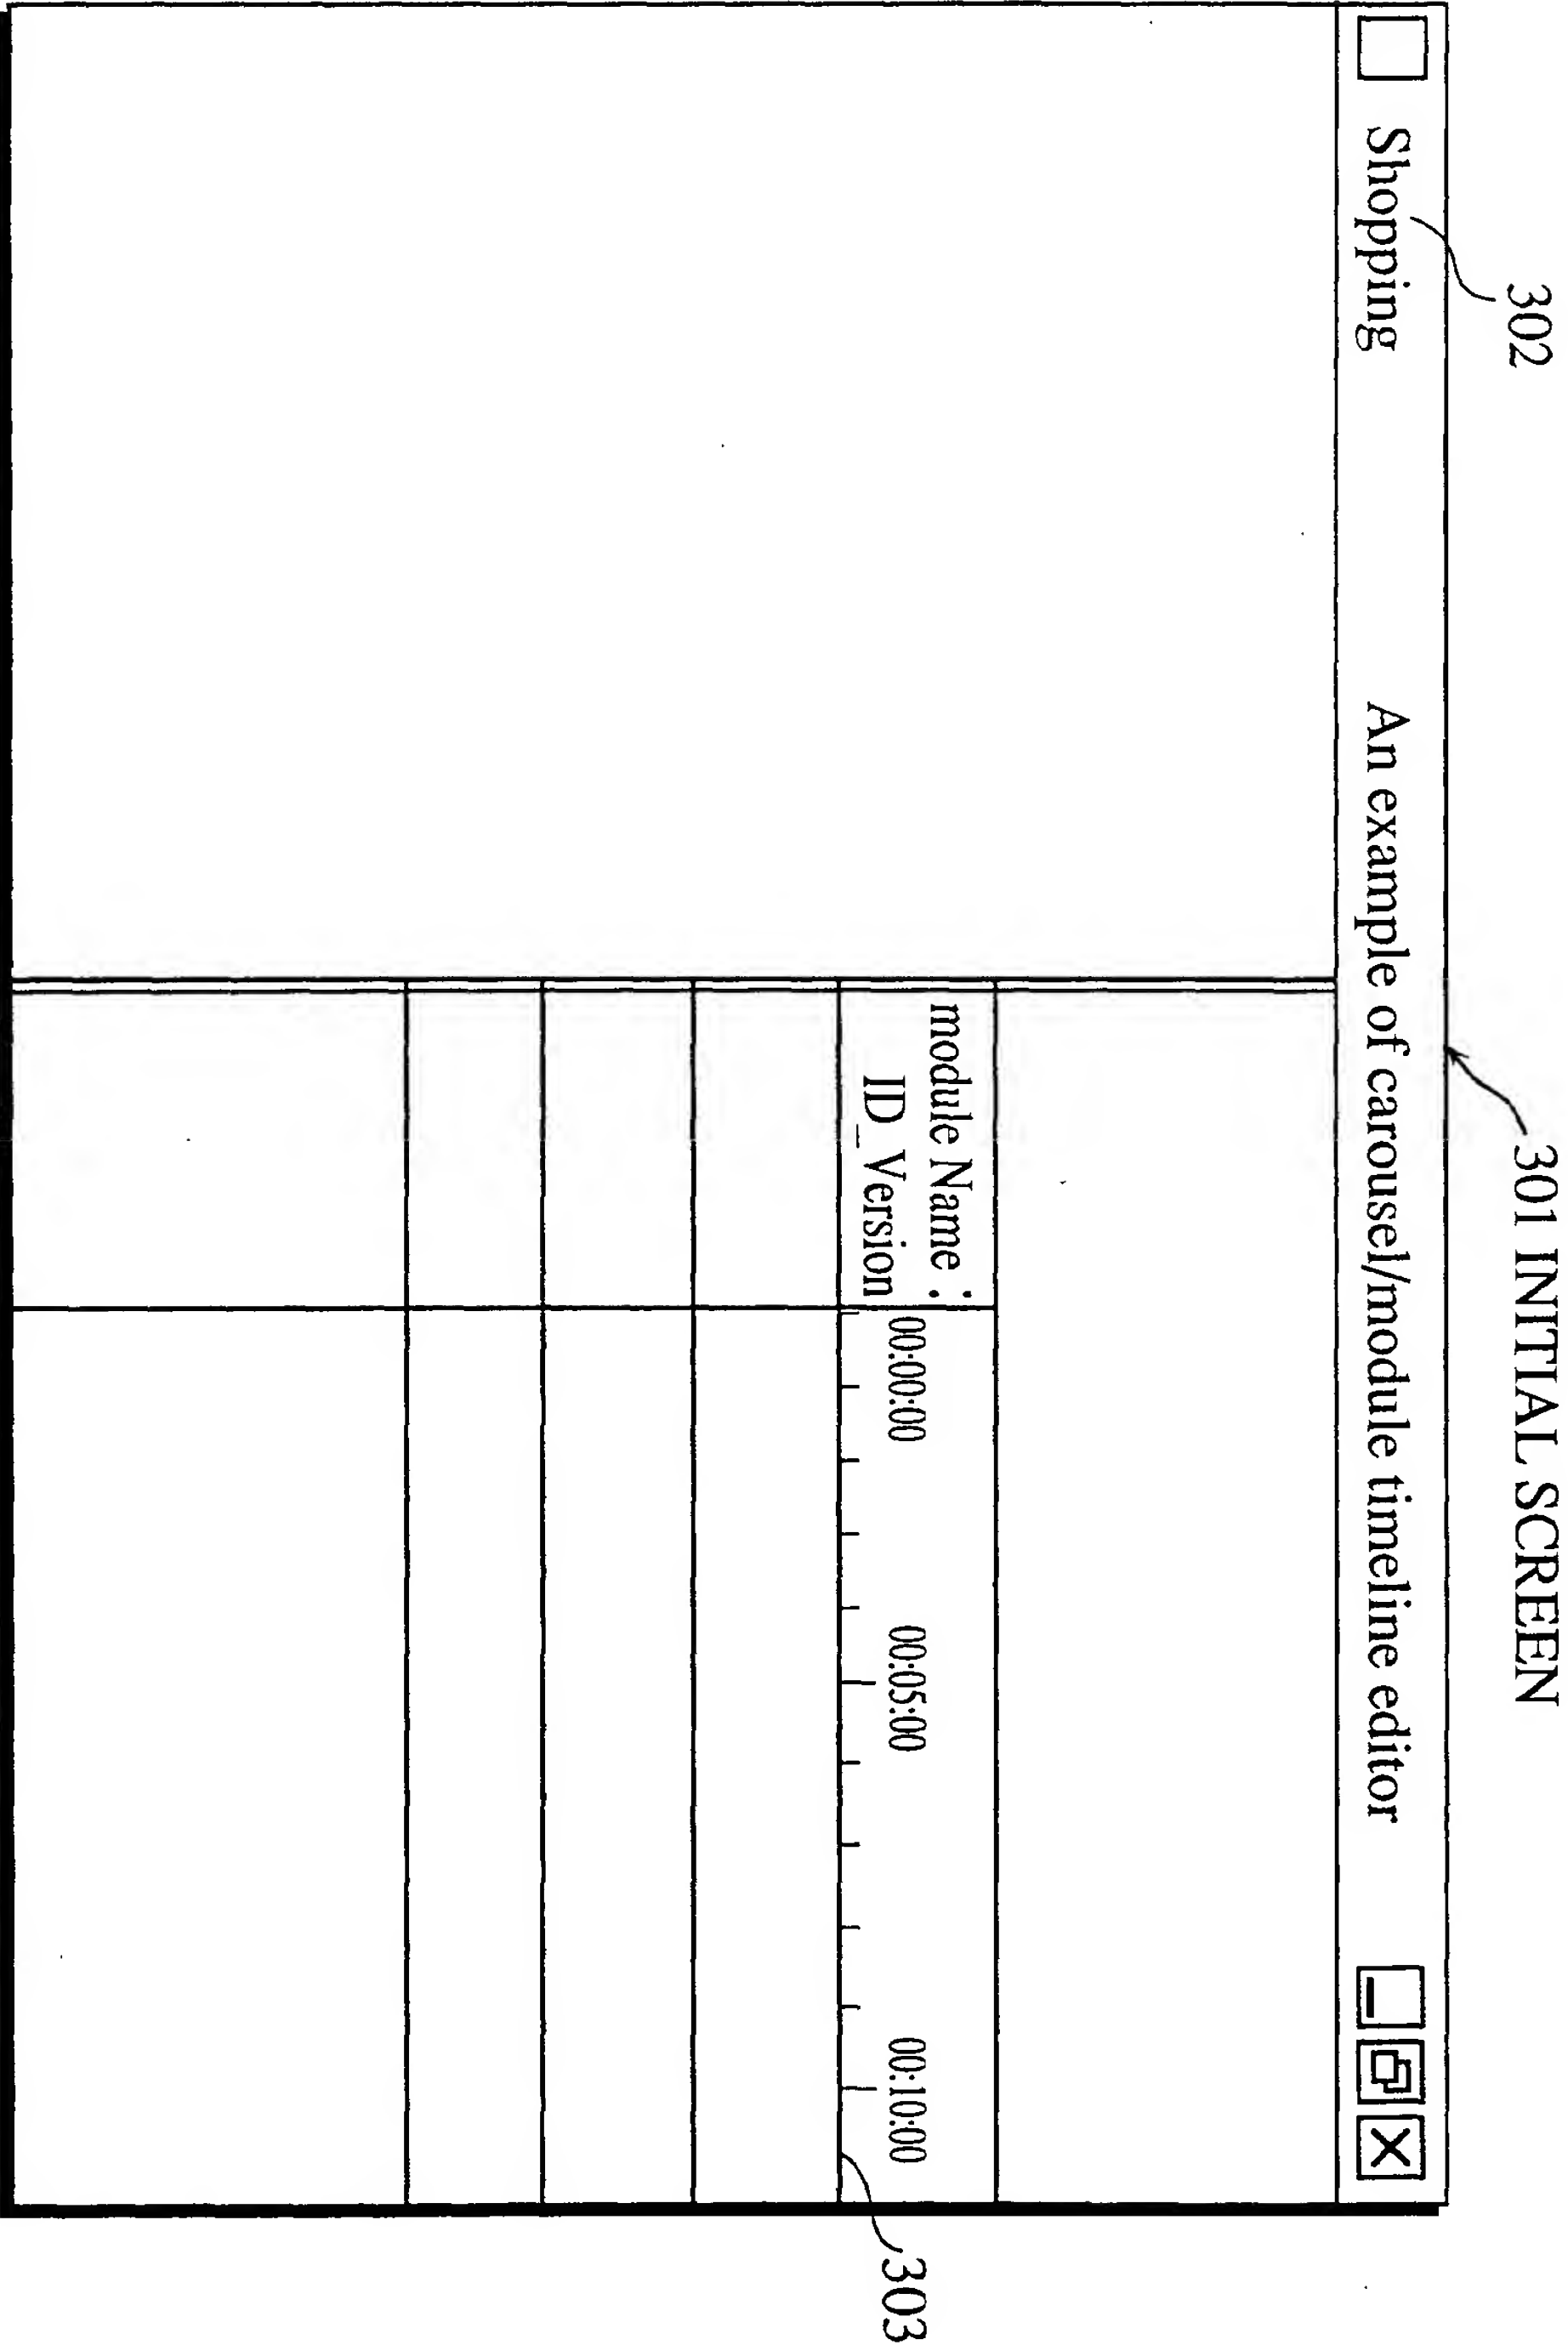 301 INITIAL SCREEN
302
Shopping
An example of carousel/module timeline editor
module Name :
ID_Version
00:00:00
00:05:00
00:10:00
303